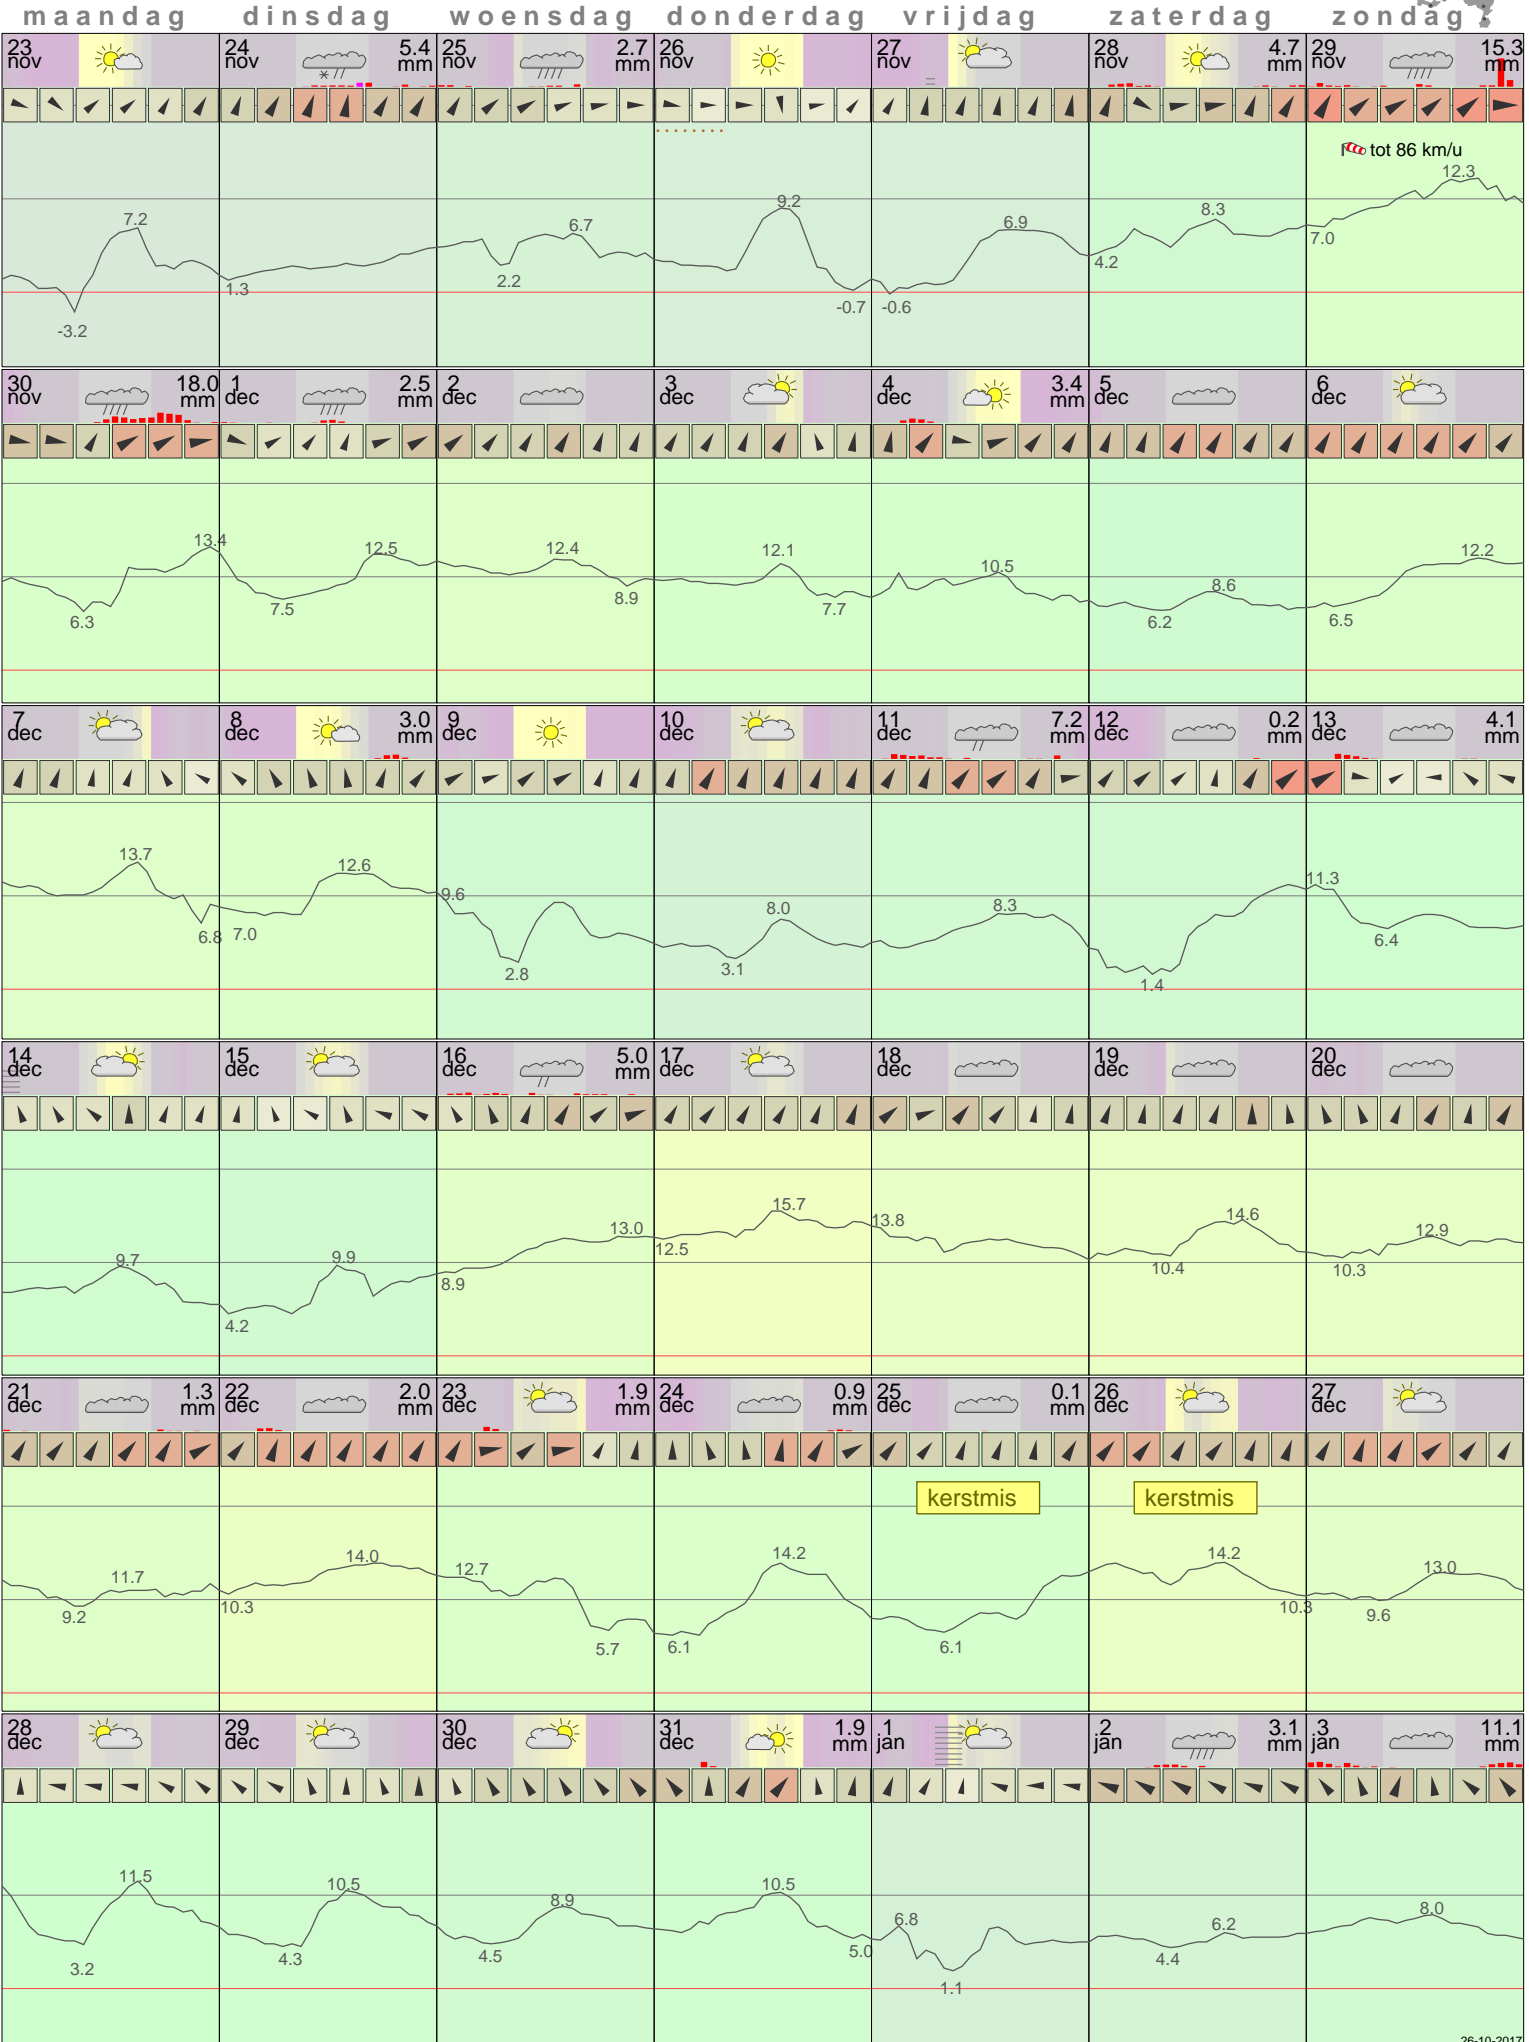 maandag dinsdag woensdag donderdag vrijdag zaterdag zondag
23 nov 24 nov 5.4 mm 25 nov 2.7 mm 26 nov 27 nov 28 nov 4.7 mm 29 nov 15.3 mm
tot 86 km/u
7.2 -3.2 1.3 6.7 2.2 9.2 -0.7 -0.6 6.9 4.2 8.3 7.0 12.3
30 nov 18.0 mm 1 dec 2.5 mm 2 dec 3 dec 4 dec 3.4 mm 5 dec 6 dec
6.3 13.4 7.5 12.5 12.4 8.9 12.1 7.7 10.5 6.2 8.6 6.5 12.2
7 dec 8 dec 3.0 mm 9 dec 10 dec 11 dec 7.2 mm 12 dec 0.2 mm 13 dec 4.1 mm
13.7 6.8 7.0 12.6 9.6 2.8 3.1 8.0 8.3 1.4 11.3 6.4
14 dec 15 dec 16 dec 5.0 mm 17 dec 18 dec 19 dec 20 dec
9.7 4.2 9.9 8.9 13.0 12.5 15.7 13.8 10.4 14.6 10.3 12.9
21 dec 1.3 mm 22 dec 2.0 mm 23 dec 1.9 mm 24 dec 0.9 mm 25 dec 0.1 mm 26 dec 27 dec
kerstmis kerstmis
9.2 11.7 10.3 14.0 12.7 5.7 6.1 14.2 6.1 14.2 10.3 9.6 13.0
28 dec 29 dec 30 dec 31 dec 1.9 mm 1 jan 2 jan 3.1 mm 3 jan 11.1 mm
3.2 11.5 4.3 10.5 4.5 8.9 10.5 5.0 6.8 1.1 4.4 6.2 8.0
26-10-2017